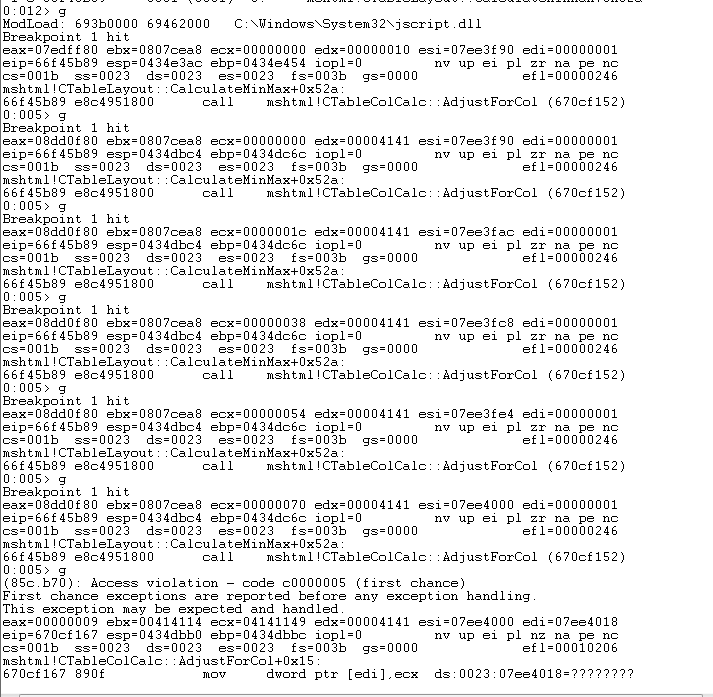 0:012> g
ModLoad: 693b0000 69462000   C:\Windows\System32\jscript.dll
Breakpoint 1 hit
eax=07edff80 ebx=0807cea8 ecx=00000000 edx=00000010 esi=07ee3f90 edi=00000001
eip=66f45b89 esp=0434e3ac ebp=0434e454 iopl=0         nv up ei pl zr na pe nc
cs=001b  ss=0023  ds=0023  es=0023  fs=003b  gs=0000             efl=00000246
mshtml!CTableLayout::CalculateMinMax+0x52a:
66f45b89 e8c4951800      call    mshtml!CTableColCalc::AdjustForCol (670cf152)
0:005> g
Breakpoint 1 hit
eax=08dd0f80 ebx=0807cea8 ecx=00000000 edx=00004141 esi=07ee3f90 edi=00000001
eip=66f45b89 esp=0434dbc4 ebp=0434dc6c iopl=0         nv up ei pl zr na pe nc
cs=001b  ss=0023  ds=0023  es=0023  fs=003b  gs=0000             efl=00000246
mshtml!CTableLayout::CalculateMinMax+0x52a:
66f45b89 e8c4951800      call    mshtml!CTableColCalc::AdjustForCol (670cf152)
0:005> g
Breakpoint 1 hit
eax=08dd0f80 ebx=0807cea8 ecx=0000001c edx=00004141 esi=07ee3fac edi=00000001
eip=66f45b89 esp=0434dbc4 ebp=0434dc6c iopl=0         nv up ei pl zr na pe nc
cs=001b  ss=0023  ds=0023  es=0023  fs=003b  gs=0000             efl=00000246
mshtml!CTableLayout::CalculateMinMax+0x52a:
66f45b89 e8c4951800      call    mshtml!CTableColCalc::AdjustForCol (670cf152)
0:005> g
Breakpoint 1 hit
eax=08dd0f80 ebx=0807cea8 ecx=00000038 edx=00004141 esi=07ee3fc8 edi=00000001
eip=66f45b89 esp=0434dbc4 ebp=0434dc6c iopl=0         nv up ei pl zr na pe nc
cs=001b  ss=0023  ds=0023  es=0023  fs=003b  gs=0000             efl=00000246
mshtml!CTableLayout::CalculateMinMax+0x52a:
66f45b89 e8c4951800      call    mshtml!CTableColCalc::AdjustForCol (670cf152)
0:005> g
Breakpoint 1 hit
eax=08dd0f80 ebx=0807cea8 ecx=00000054 edx=00004141 esi=07ee3fe4 edi=00000001
eip=66f45b89 esp=0434dbc4 ebp=0434dc6c iopl=0         nv up ei pl zr na pe nc
cs=001b  ss=0023  ds=0023  es=0023  fs=003b  gs=0000             efl=00000246
mshtml!CTableLayout::CalculateMinMax+0x52a:
66f45b89 e8c4951800      call    mshtml!CTableColCalc::AdjustForCol (670cf152)
0:005> g
Breakpoint 1 hit
eax=08dd0f80 ebx=0807cea8 ecx=00000070 edx=00004141 esi=07ee4000 edi=00000001
eip=66f45b89 esp=0434dbc4 ebp=0434dc6c iopl=0         nv up ei pl zr na pe nc
cs=001b  ss=0023  ds=0023  es=0023  fs=003b  gs=0000             efl=00000246
mshtml!CTableLayout::CalculateMinMax+0x52a:
66f45b89 e8c4951800      call    mshtml!CTableColCalc::AdjustForCol (670cf152)
0:005> g
(85c.b70): Access violation - code c0000005 (first chance)
First chance exceptions are reported before any exception handling.
This exception may be expected and handled.
eax=00000009 ebx=00414114 ecx=04141149 edx=00004141 esi=07ee4000 edi=07ee4018
eip=670cf167 esp=0434dbb0 ebp=0434dbbc iopl=0         nv up ei pl nz na pe nc
cs=001b  ss=0023  ds=0023  es=0023  fs=003b  gs=0000             efl=00010206
mshtml!CTableColCalc::AdjustForCol+0x15:
670cf167 890f            mov     dword ptr [edi],ecx  ds:0023:07ee4018=????????